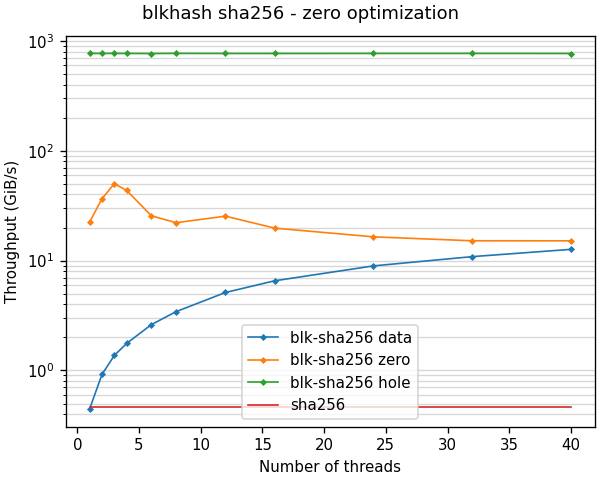 blkhash sha256 - zero optimization
Throughput (GiB/s)
10³
10²
10¹
10⁰
blk-sha256 data
blk-sha256 zero
blk-sha256 hole
sha256
0 5 10 15 20 25 30 35 40
Number of threads